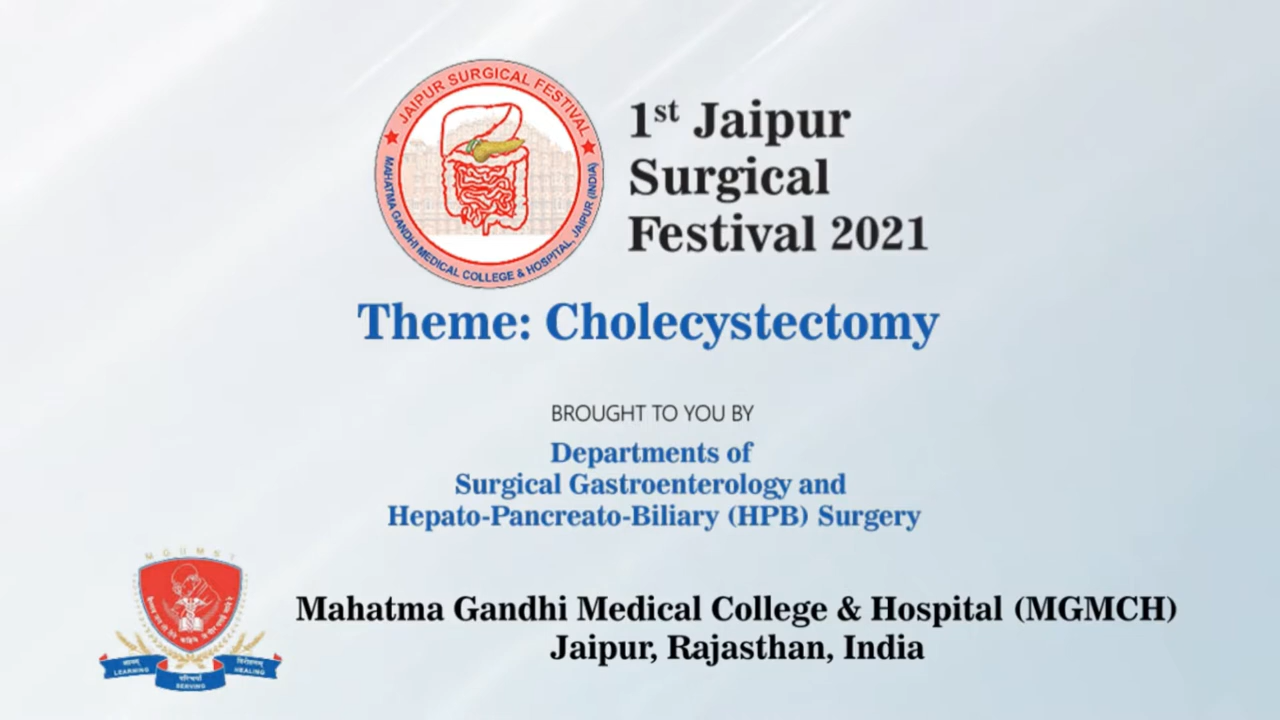 JAIPUR SURGICAL FESTIVAL
MAHATMA GANDHI MEDICAL COLLEGE & HOSPITAL, JAIPUR (INDIA)
1st Jaipur
Surgical
Festival 2021
Theme: Cholecystectomy
BROUGHT TO YOU BY
Departments of
Surgical Gastroenterology and
Hepato-Pancreato-Biliary (HPB) Surgery
MGUMST
LEARNING
SERVING
HEALING
Mahatma Gandhi Medical College & Hospital (MGMCH)
Jaipur, Rajasthan, India